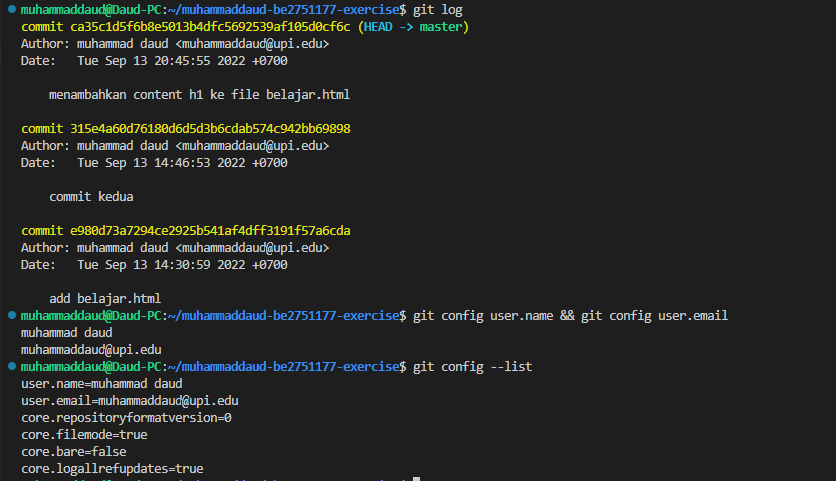 muhammaddaud@Daud-PC:~/muhammaddaud-be2751177-exercise$ git log
commit ca35c1d5f6b8e5013b4dfc5692539af105d0cf6c (HEAD -> master)
Author: muhammad daud <muhammaddaud@upi.edu>
Date:   Tue Sep 13 20:45:55 2022 +0700
    menambahkan content h1 ke file belajar.html
commit 315e4a60d76180d6d5d3b6cdab574c942bb69898
Author: muhammad daud <muhammaddaud@upi.edu>
Date:   Tue Sep 13 14:46:53 2022 +0700
    commit kedua
commit e980d73a7294ce2925b541af4dff3191f57a6cda
Author: muhammad daud <muhammaddaud@upi.edu>
Date:   Tue Sep 13 14:30:59 2022 +0700
    add belajar.html
muhammaddaud@Daud-PC:~/muhammaddaud-be2751177-exercise$ git config user.name && git config user.email
muhammad daud
muhammaddaud@upi.edu
muhammaddaud@Daud-PC:~/muhammaddaud-be2751177-exercise$ git config --list
user.name=muhammad daud
user.email=muhammaddaud@upi.edu
core.repositoryformatversion=0
core.filemode=true
core.bare=false
core.logallrefupdates=true